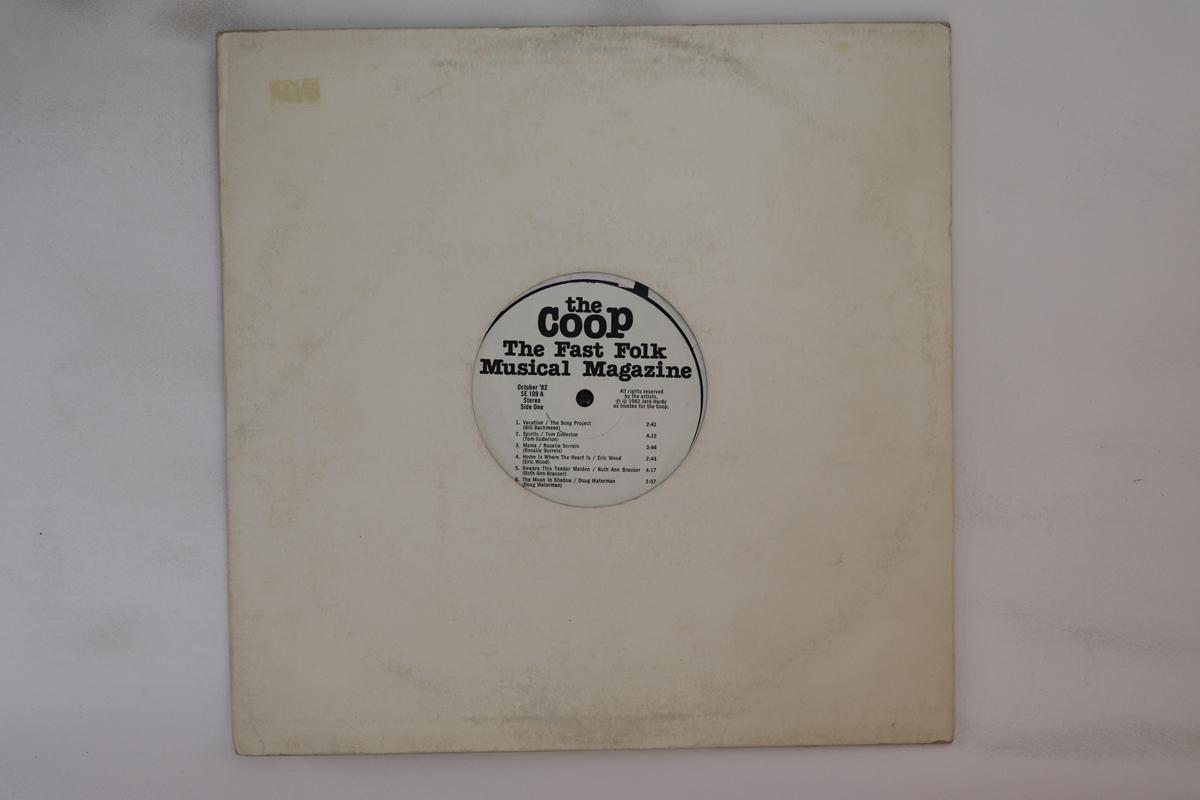 the
COOP
The Fast Folk
Musical Magazine
October '82
SE 109 A
Stereo
Side One
All rights reserved
by the artists.
℗ © 1982 Jack Hardy
as trustee for the Coop.
1. Vacation / The Song Project 2:41
(Bill Bachmann)
2. Spirits / Tom Guderion 4:12
(Tom Guderion)
3. Mama / Rosalie Sorrels 3:44
(Rosalie Sorrels)
4. Home Is Where The Heart Is / Eric Wood 2:44
(Eric Wood)
5. Beware This Tender Maiden / Ruth Ann Brauser 4:17
(Ruth Ann Brauser)
6. The Moon In Shadow / Doug Waterman 3:07
(Doug Waterman)